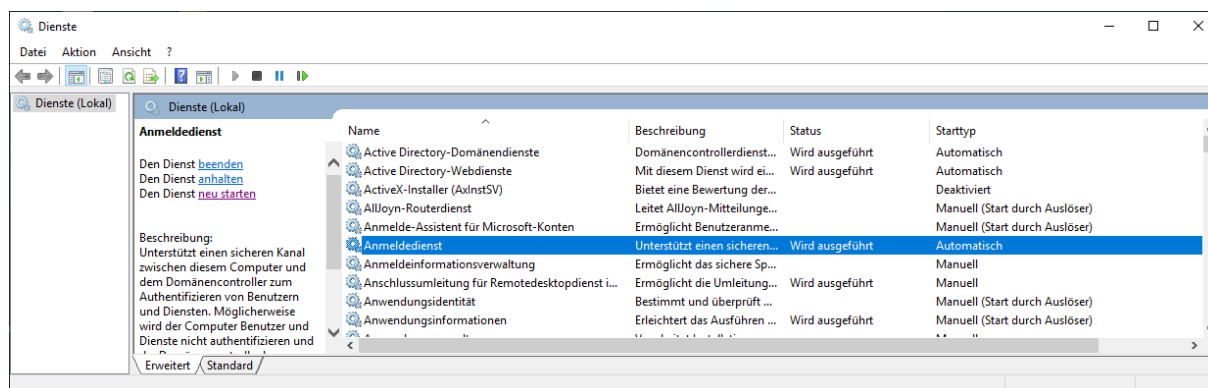 Dienste
Datei Aktion Ansicht ?
Dienste (Lokal)
Dienste (Lokal)
Anmeldedienst
Den Dienst beenden
Den Dienst anhalten
Den Dienst neu starten
Beschreibung:
Unterstützt einen sicheren Kanal
zwischen diesem Computer und
dem Domänencontroller zum
Authentifizieren von Benutzern
und Diensten. Möglicherweise
wird der Computer Benutzer und
Dienste nicht authentifizieren und
Name Beschreibung Status Starttyp
Active Directory-Domänendienste Domänencontrollerdienst... Wird ausgeführt Automatisch
Active Directory-Webdienste Mit diesem Dienst wird ei... Wird ausgeführt Automatisch
ActiveX-Installer (AxInstSV) Bietet eine Bewertung der... Deaktiviert
AllJoyn-Routerdienst Leitet AllJoyn-Mitteilunge... Manuell (Start durch Auslöser)
Anmelde-Assistent für Microsoft-Konten Ermöglicht Benutzeranme... Manuell (Start durch Auslöser)
Anmeldedienst Unterstützt einen sicheren... Wird ausgeführt Automatisch
Anmeldeinformationsverwaltung Ermöglicht das sichere Sp... Manuell
Anschlussumleitung für Remotedesktopdienst i... Ermöglicht die Umleitung... Wird ausgeführt Manuell
Anwendungsidentität Bestimmt und überprüft ... Manuell (Start durch Auslöser)
Anwendungsinformationen Erleichtert das Ausführen ... Wird ausgeführt Manuell (Start durch Auslöser)
Erweitert Standard